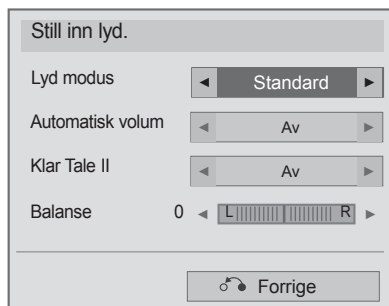 Still inn lyd.
Lyd modus ◄ Standard ►
Automatisk volum ◄ Av ►
Klar Tale II ◄ Av ►
Balanse 0 ◄ L R ►
Forrige